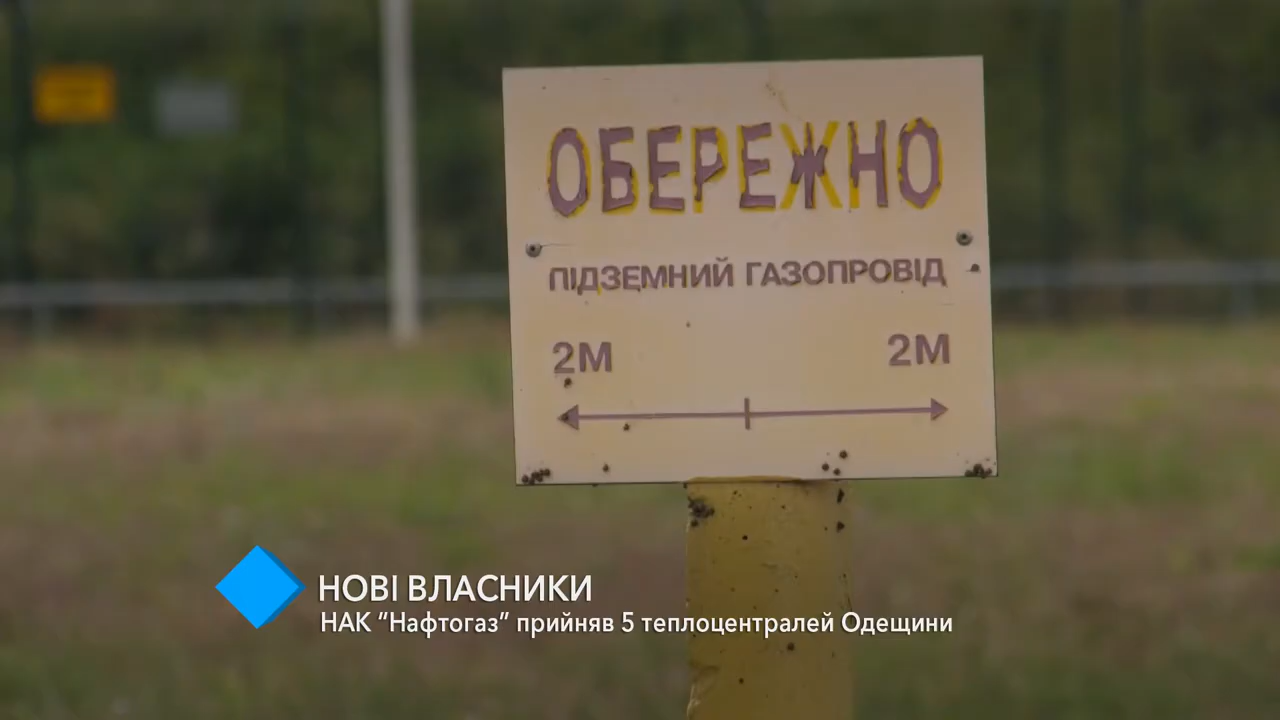 ОБЕРЕЖНО
ПІДЗЕМНИЙ ГАЗОПРОВІД
2М 2М
НОВІ ВЛАСНИКИ
НАК “Нафтогаз” прийняв 5 теплоцентралей Одещини